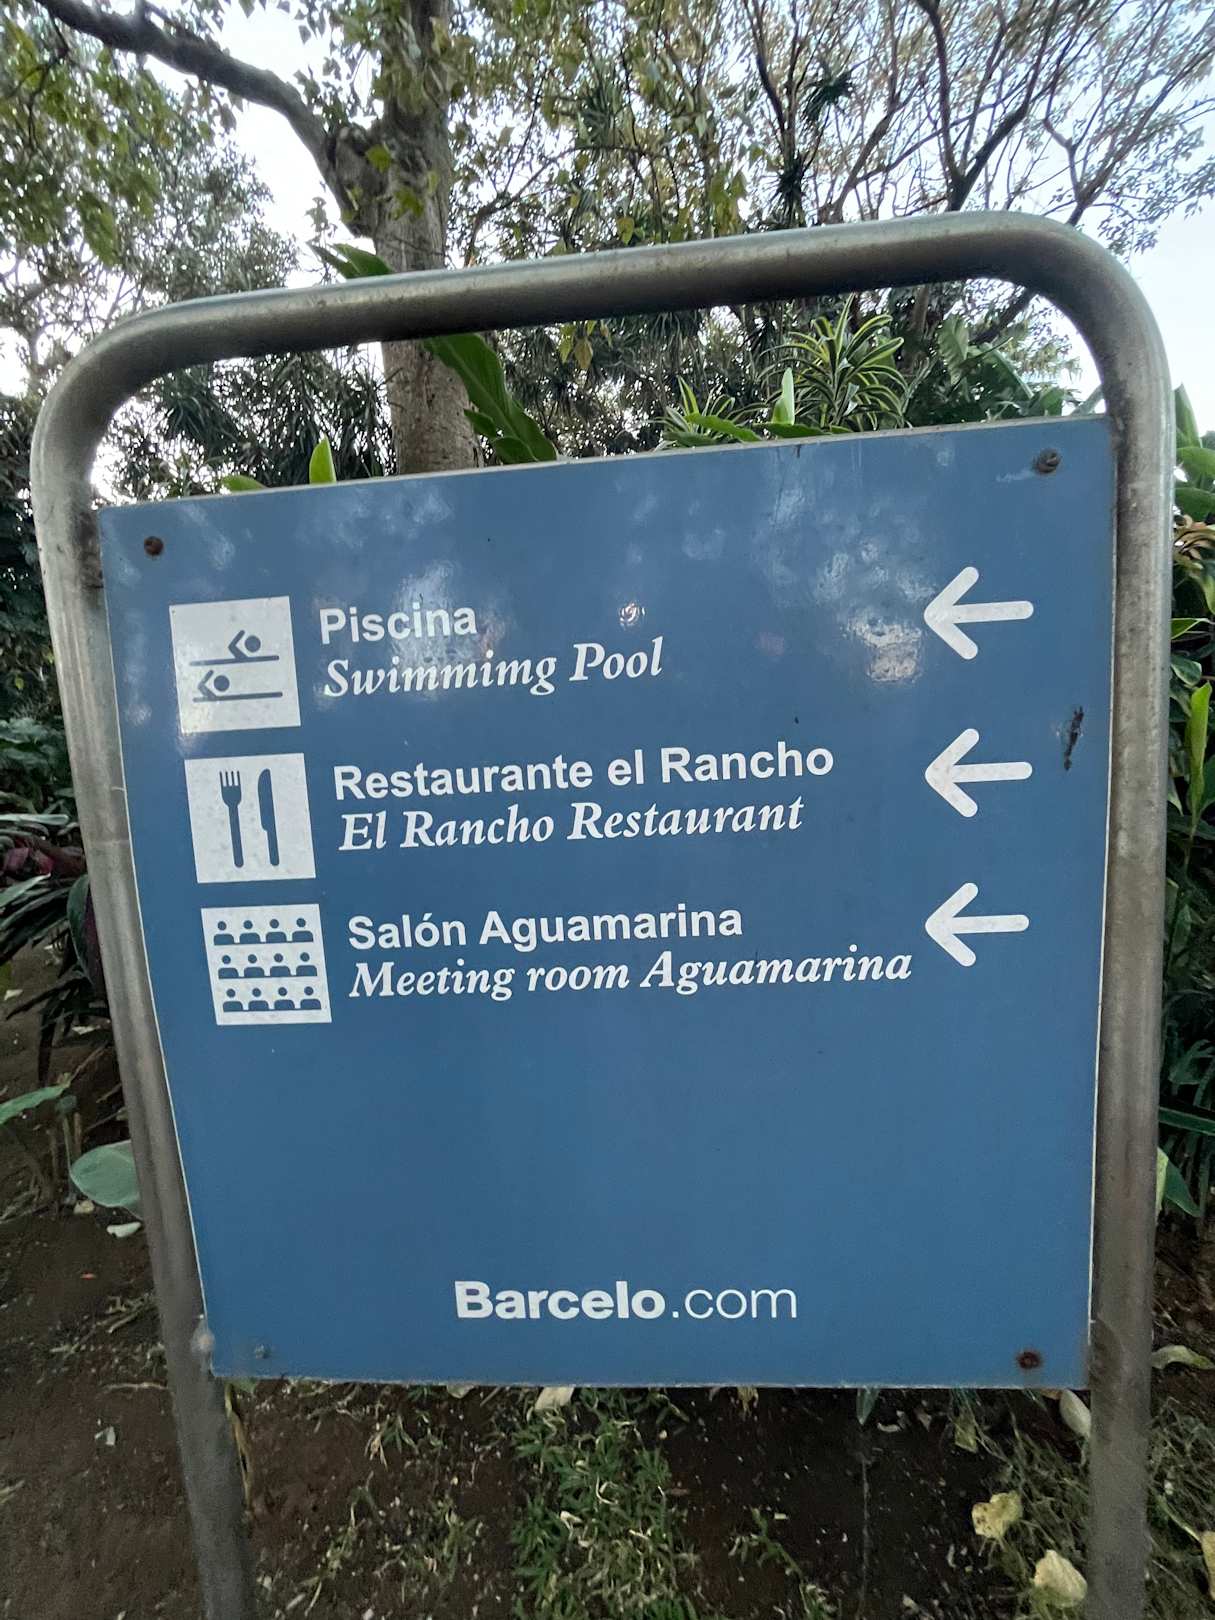 Piscina
Swimmimg Pool
Restaurante el Rancho
El Rancho Restaurant
Salón Aguamarina
Meeting room Aguamarina
Barcelo.com